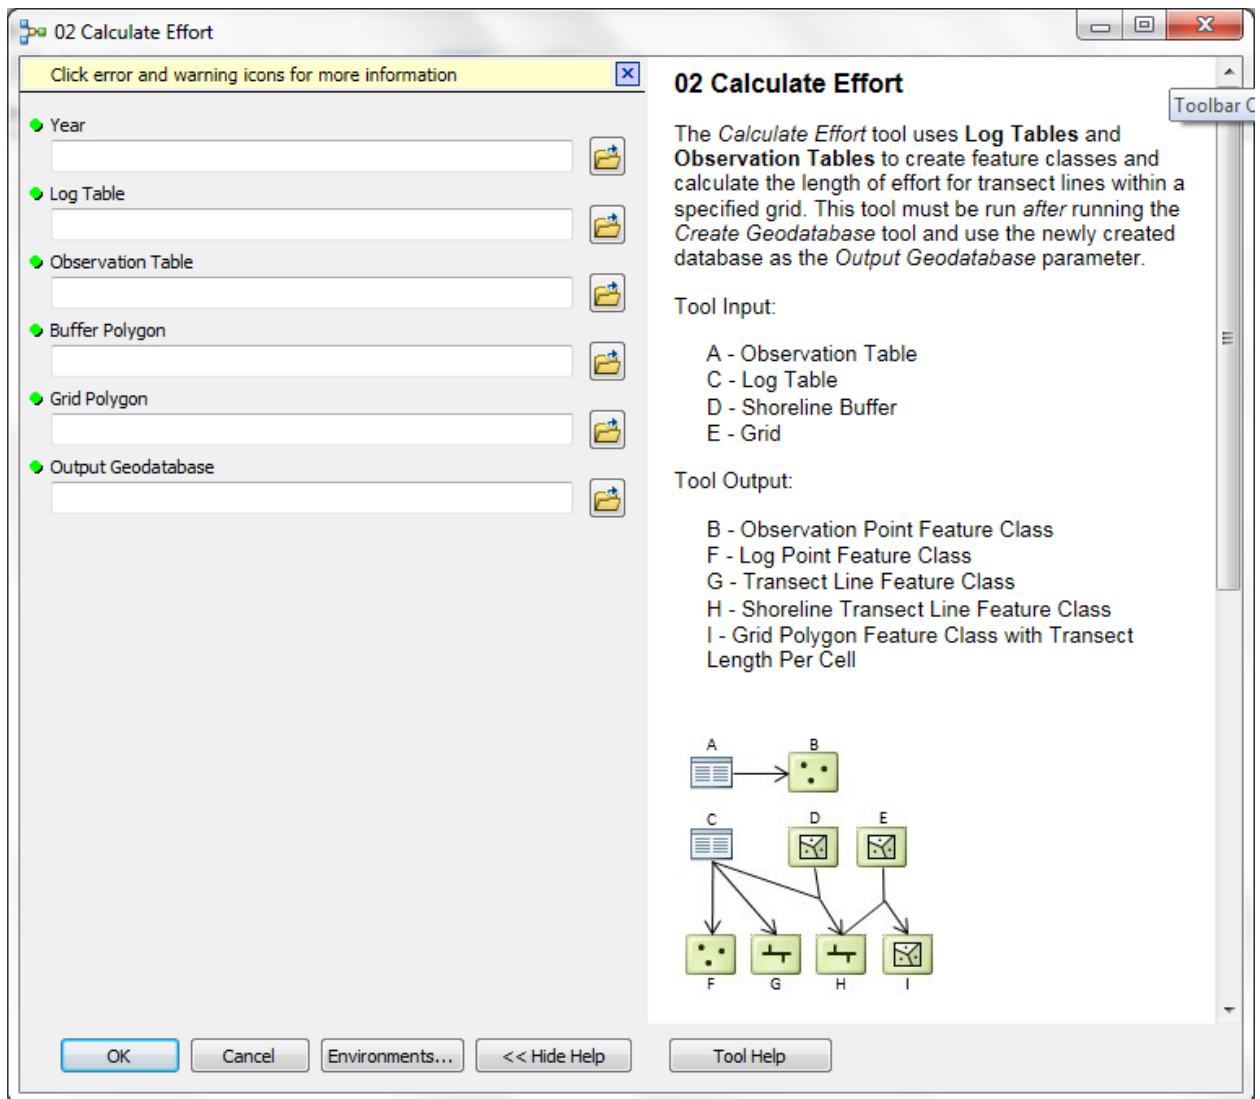 02 Calculate Effort
Click error and warning icons for more information
Year
Log Table
Observation Table
Buffer Polygon
Grid Polygon
Output Geodatabase
02 Calculate Effort
Toolbar
The Calculate Effort tool uses Log Tables and
Observation Tables to create feature classes and
calculate the length of effort for transect lines within a
specified grid. This tool must be run after running the
Create Geodatabase tool and use the newly created
database as the Output Geodatabase parameter.
Tool Input:
A - Observation Table
C - Log Table
D - Shoreline Buffer
E - Grid
Tool Output:
B - Observation Point Feature Class
F - Log Point Feature Class
G - Transect Line Feature Class
H - Shoreline Transect Line Feature Class
I - Grid Polygon Feature Class with Transect
Length Per Cell
A B
C D E
F G H I
OK Cancel Environments... << Hide Help Tool Help